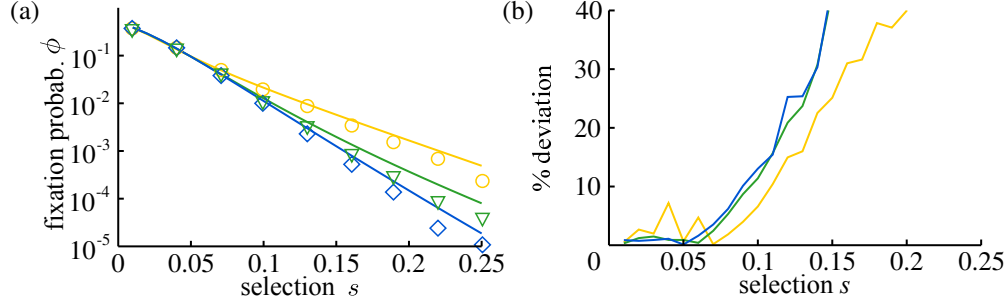 (a)
fixation probab. ϕ
10⁻¹
10⁻²
10⁻³
10⁻⁴
10⁻⁵
0 0.05 0.1 0.15 0.2 0.25
selection s
(b)
% deviation
40
30
20
10
0 0.05 0.1 0.15 0.2 0.25
selection s